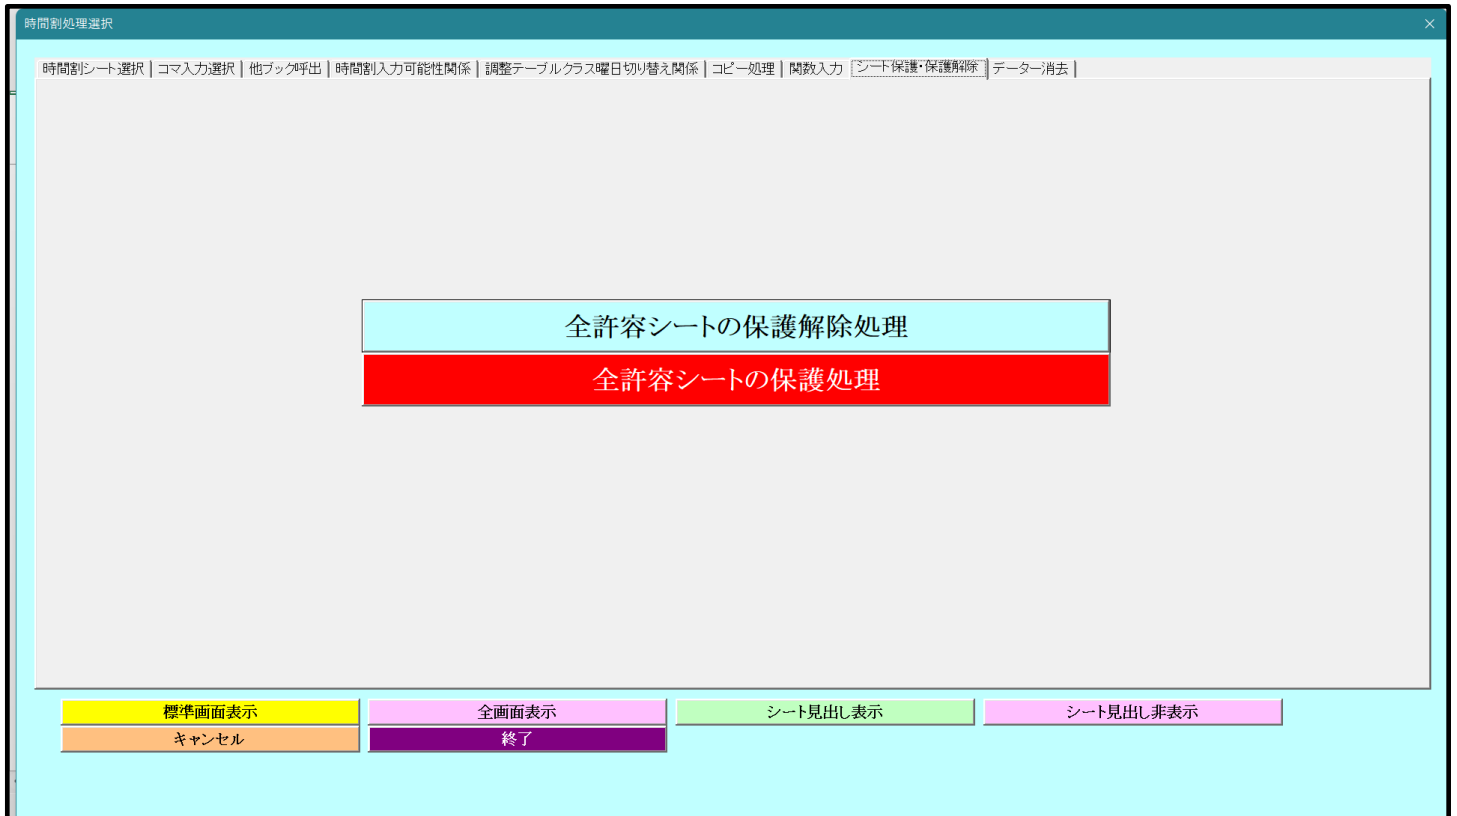 時間割処理選択
時間割シート選択 コマ入力選択 他ブック呼出 時間割入力可能性関係 調整テーブルクラス曜日切り替え関係 コピー処理 関数入力 シート保護・保護解除 データー消去
全許容シートの保護解除処理
全許容シートの保護処理
標準画面表示 全画面表示 シート見出し表示 シート見出し非表示
キャンセル 終了